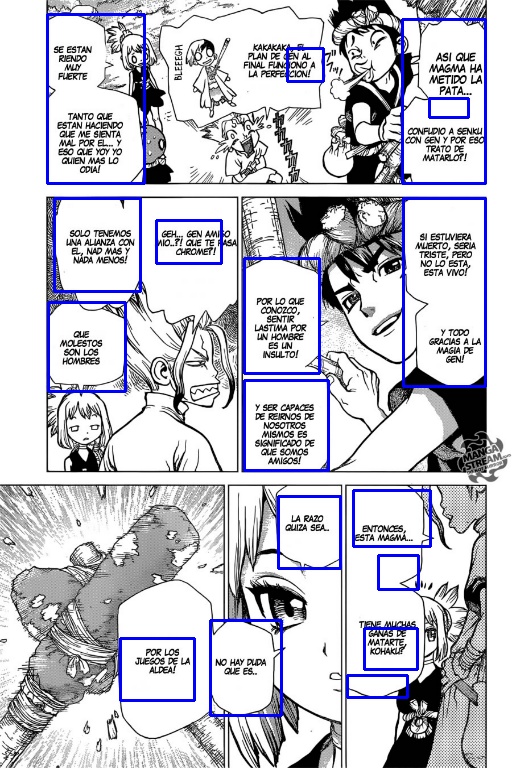 ASI QUE
MAGMA HA
METIDO LA
PATA...
CONFUDIO A SENKU
CON GEN Y POR ESO
TRATO DE
MATARLO?!
KAKAKAKA, EL
PLAN DE GEN AL
FINAL FUNCIONO A
LA PERFECCION!
BLEEEGH
SE ESTAN
RIENDO
MUY
FUERTE
TANTO QUE
ESTAN HACIENDO
QUE ME SIENTA
MAL POR EL... Y
ESO QUE YOY YO
QUIEN MAS LO
ODIA!
SI ESTUVIERA
MUERTO, SERIA
TRISTE, PERO
NO LO ESTA,
ESTA VIVO!
Y TODO
GRACIAS A LA
MAGIA DE
GEN!
POR LO QUE
CONOZCO,
SENTIR
LASTIMA POR
UN HOMBRE
ES UN
INSULTO!
Y SER CAPACES
DE REIRNOS DE
NOSOTROS
MISMOS ES
SIGNIFICADO DE
QUE SOMOS
AMIGOS!
GEH... GEN AMIGO
MIO..?! QUE TE PASA
CHROME?!
SOLO TENEMOS
UNA ALIANZA CON
EL, NAD MAS Y
NADA MENOS!
QUE
MOLESTOS
SON LOS
HOMBRES
MANGA
STREAM.com
ENTONCES,
ESTA MAGMA...
TIENE MUCHAS
GANAS DE
MATARTE,
KOHAKU?
LA RAZO
QUIZA SEA..
NO HAY DUDA
QUE ES..
POR LOS
JUEGOS DE LA
ALDEA!